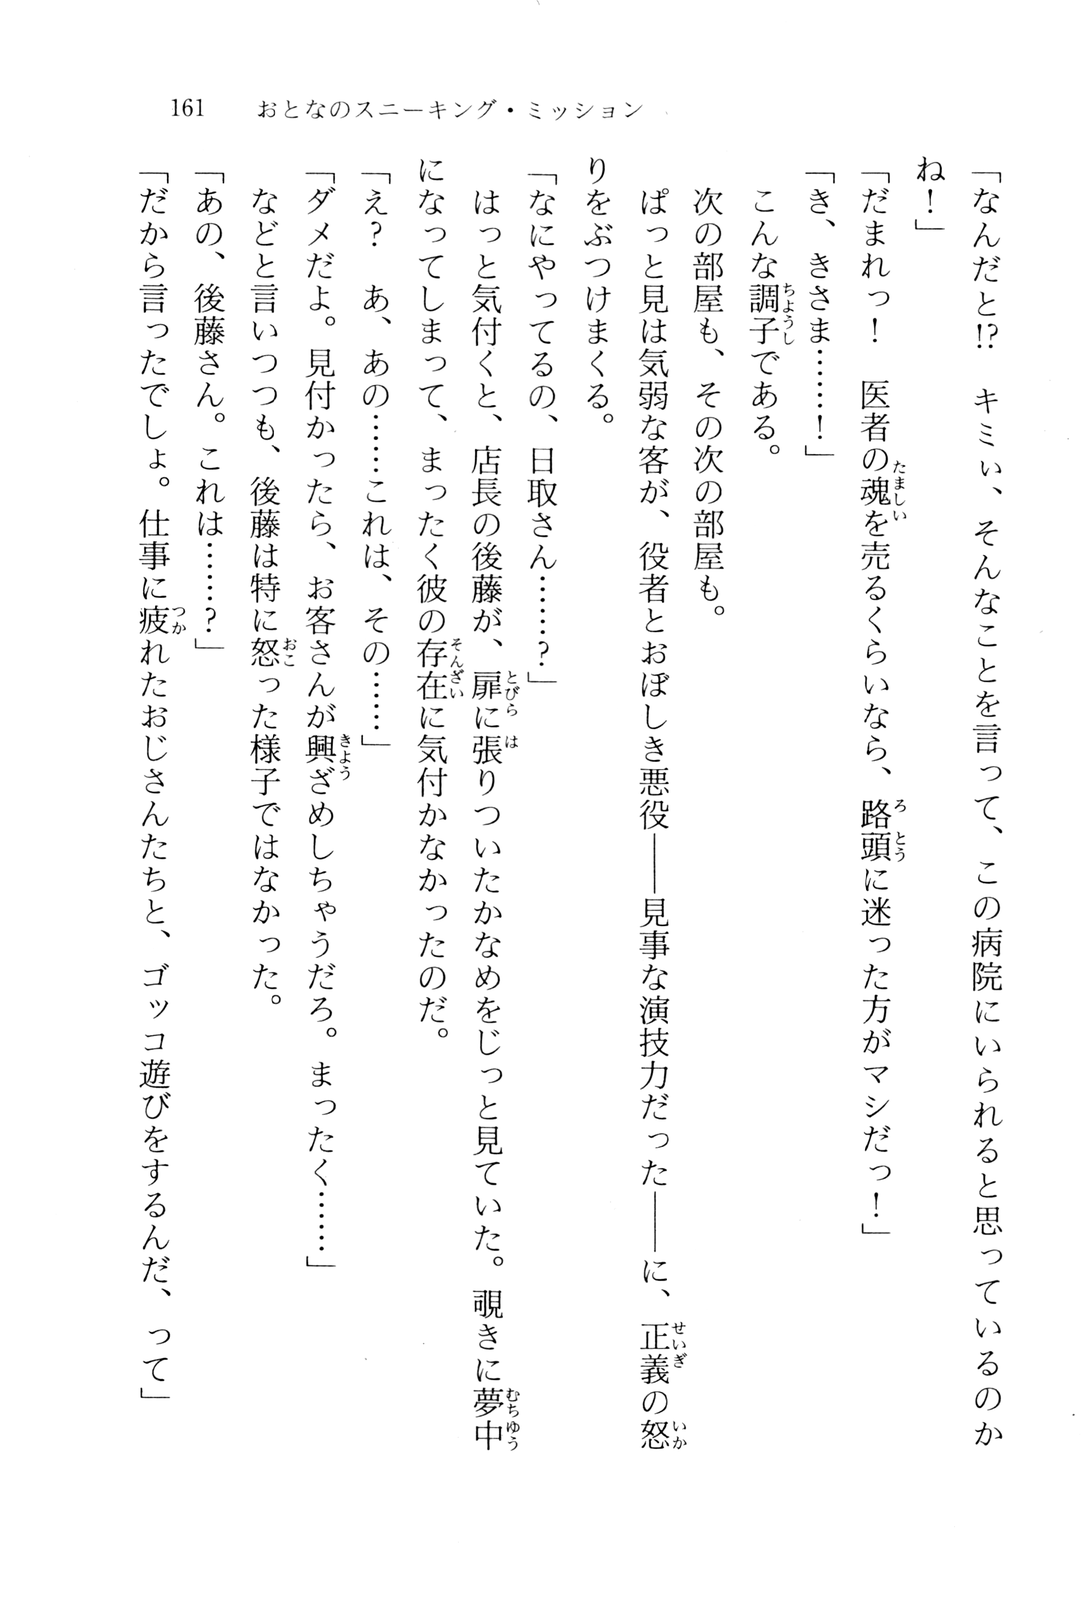 161　おとなのスニーキング・ミッション
「なんだと!?　キミぃ、そんなことを言って、この病院にいられると思っているのか
ね！」
「だまれっ！　医者の魂を売るくらいなら、路頭に迷った方がマシだっ！」
「き、きさま……！」
　こんな調子である。
　次の部屋も、その次の部屋も。
　ぱっと見は気弱な客が、役者とおぼしき悪役――見事な演技力だった――に、正義の怒
りをぶつけまくる。
「なにやってるの、日取さん……？」
　はっと気付くと、店長の後藤が、扉に張りついたかなめをじっと見ていた。覗きに夢中
になってしまって、まったく彼の存在に気付かなかったのだ。
「え？　あ、あの……これは、その……」
「ダメだよ。見付かったら、お客さんが興ざめしちゃうだろ。まったく……」
　などと言いつつも、後藤は特に怒った様子ではなかった。
「あの、後藤さん。これは……？」
「だから言ったでしょ。仕事に疲れたおじさんたちと、ゴッコ遊びをするんだ、って」